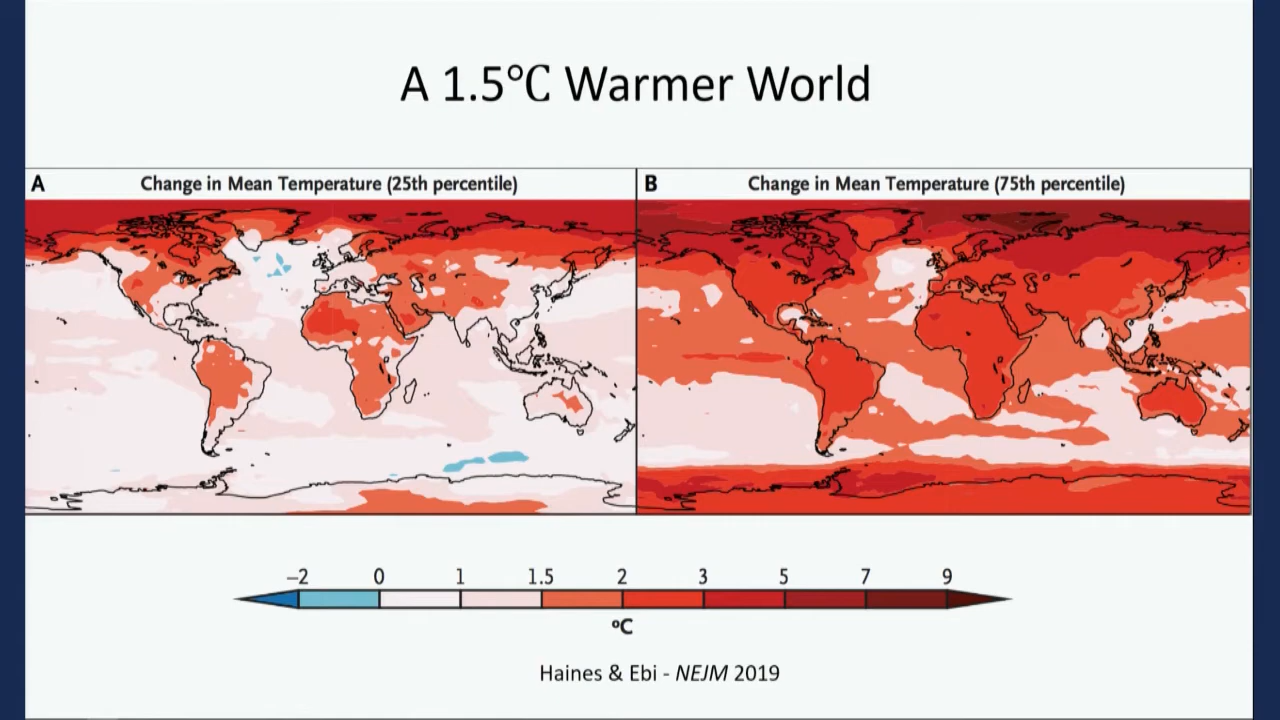 A 1.5°C Warmer World
A Change in Mean Temperature (25th percentile)
B Change in Mean Temperature (75th percentile)
–2 0 1 1.5 2 3 5 7 9
ºC
Haines & Ebi - NEJM 2019